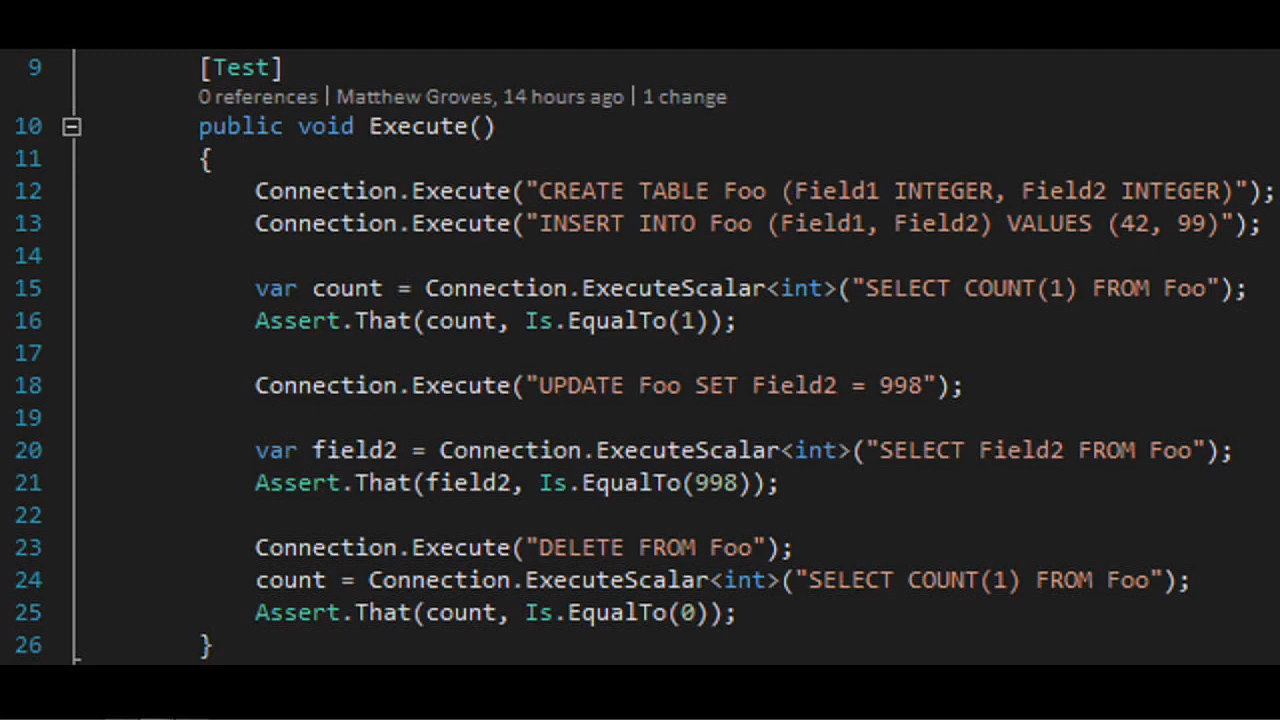 9 [Test]
0 references | Matthew Groves, 14 hours ago | 1 change
10 public void Execute()
11 {
12 Connection.Execute("CREATE TABLE Foo (Field1 INTEGER, Field2 INTEGER)");
13 Connection.Execute("INSERT INTO Foo (Field1, Field2) VALUES (42, 99)");
14
15 var count = Connection.ExecuteScalar<int>("SELECT COUNT(1) FROM Foo");
16 Assert.That(count, Is.EqualTo(1));
17
18 Connection.Execute("UPDATE Foo SET Field2 = 998");
19
20 var field2 = Connection.ExecuteScalar<int>("SELECT Field2 FROM Foo");
21 Assert.That(field2, Is.EqualTo(998));
22
23 Connection.Execute("DELETE FROM Foo");
24 count = Connection.ExecuteScalar<int>("SELECT COUNT(1) FROM Foo");
25 Assert.That(count, Is.EqualTo(0));
26 }